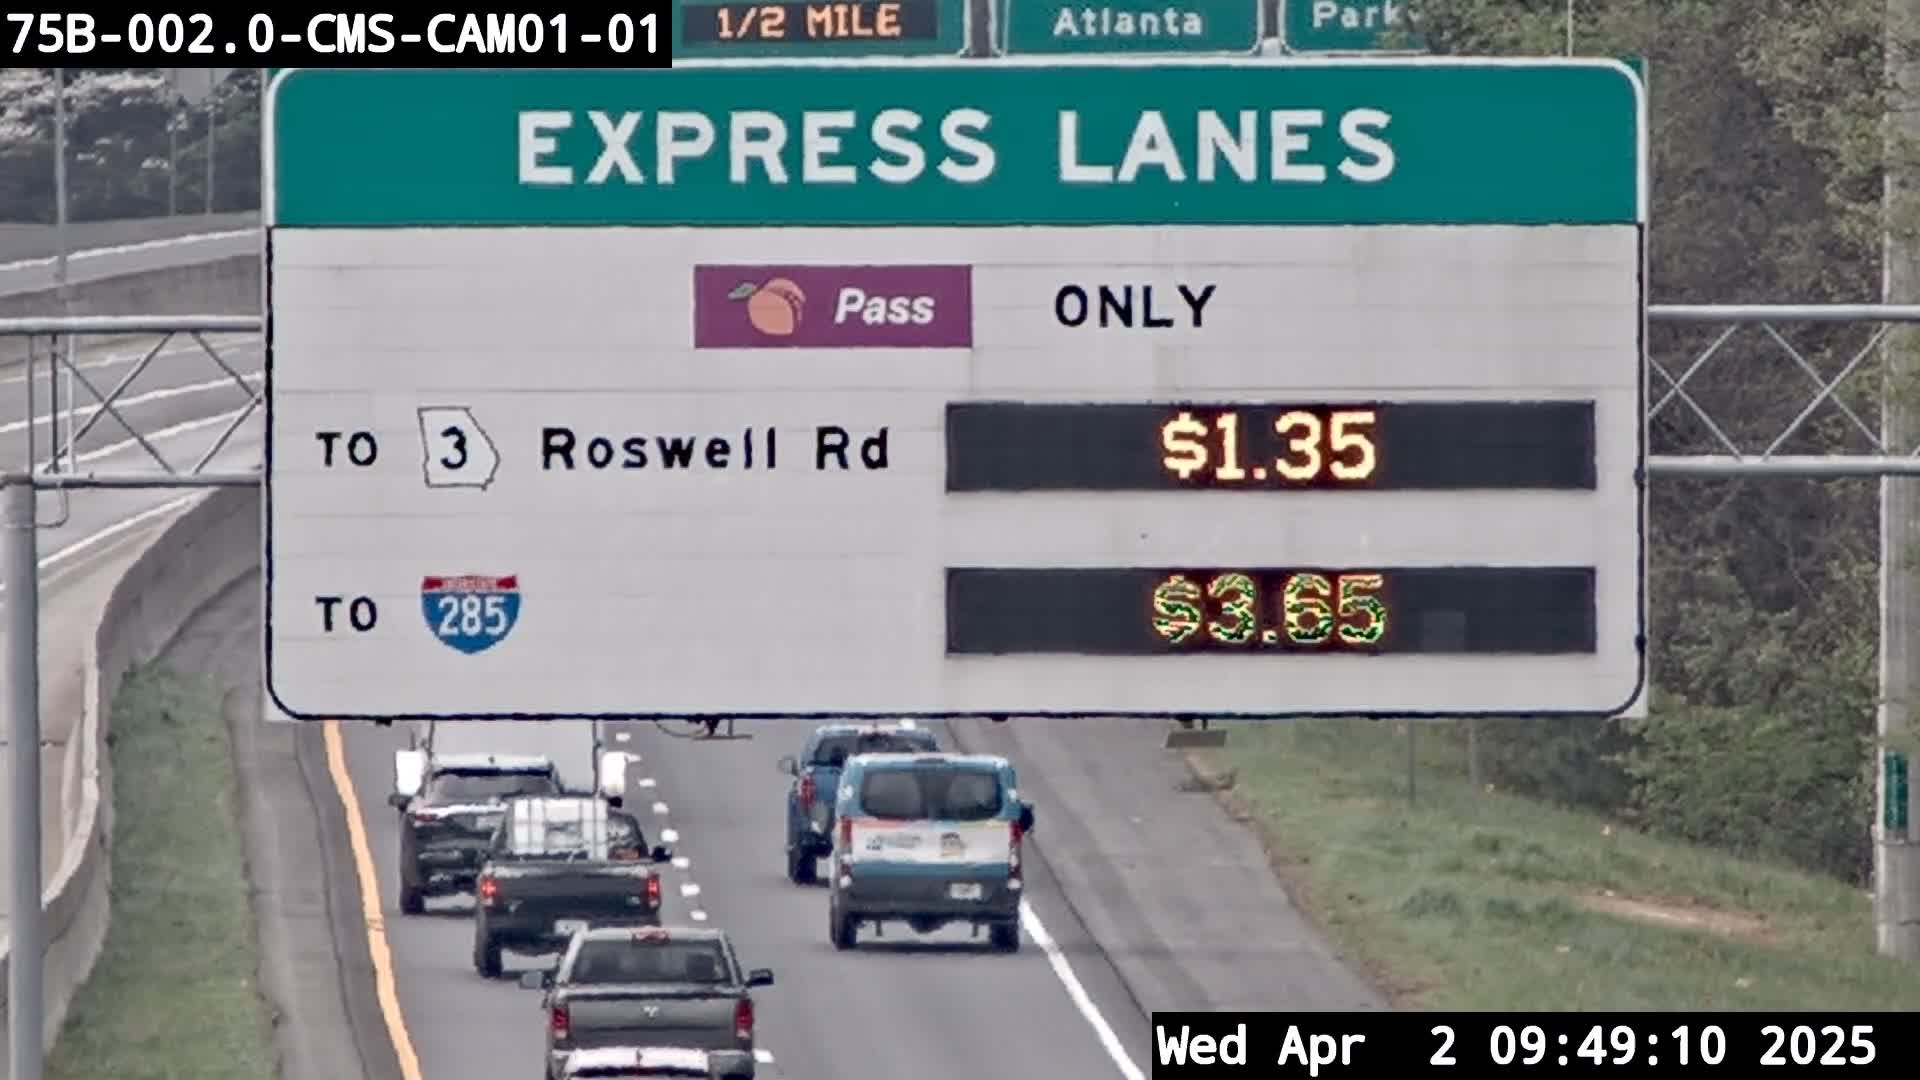 75B-002.0-CMS-CAM01-01
1/2 MILE
Atlanta
EXPRESS LANES
Pass ONLY
TO 3 Roswell Rd $1.35
INTERSTATE
TO 285 $3.65
Wed Apr 2 09:49:10 2025